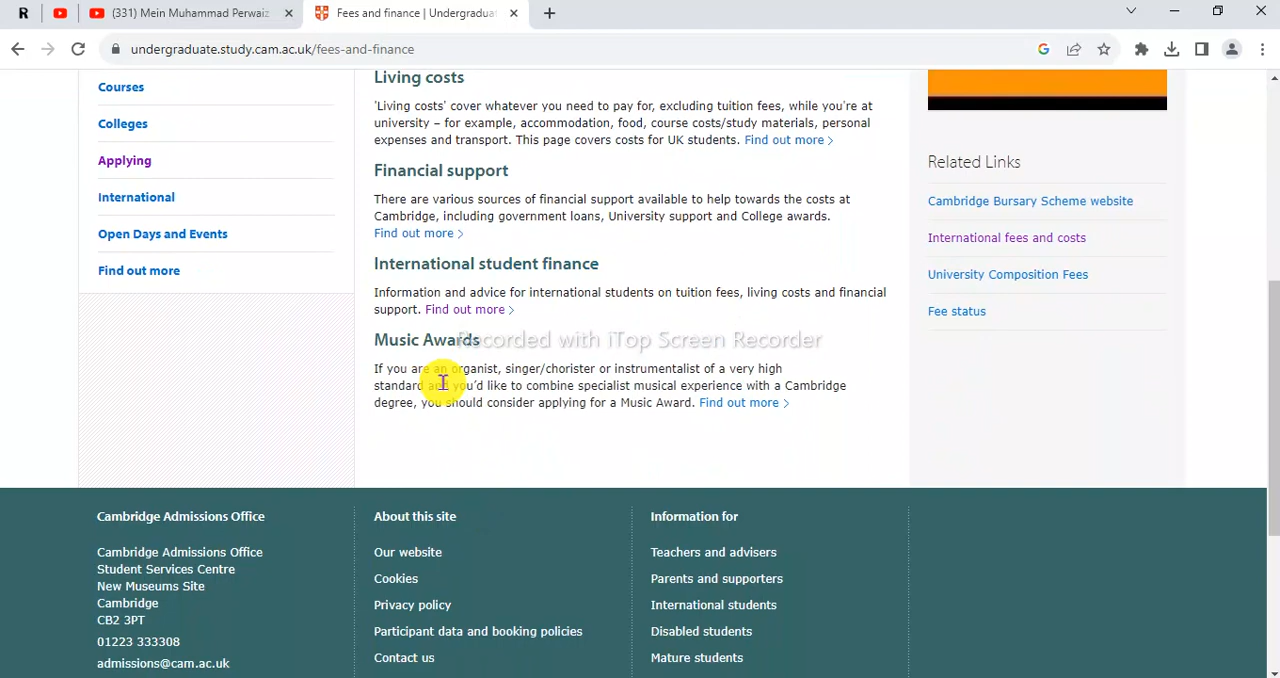 R
(331) Mein Muhammad Perwaiz
Fees and finance | Undergradua
undergraduate.study.cam.ac.uk/fees-and-finance
Courses
Colleges
Applying
International
Open Days and Events
Find out more
Living costs
'Living costs' cover whatever you need to pay for, excluding tuition fees, while you're at
university – for example, accommodation, food, course costs/study materials, personal
expenses and transport. This page covers costs for UK students. Find out more >
Financial support
There are various sources of financial support available to help towards the costs at
Cambridge, including government loans, University support and College awards.
Find out more >
International student finance
Information and advice for international students on tuition fees, living costs and financial
support. Find out more >
Music Awards
Recorded with iTop Screen Recorder
If you are an organist, singer/chorister or instrumentalist of a very high
standard and you'd like to combine specialist musical experience with a Cambridge
degree, you should consider applying for a Music Award. Find out more >
Related Links
Cambridge Bursary Scheme website
International fees and costs
University Composition Fees
Fee status
Cambridge Admissions Office
Cambridge Admissions Office
Student Services Centre
New Museums Site
Cambridge
CB2 3PT
01223 333308
admissions@cam.ac.uk
About this site
Our website
Cookies
Privacy policy
Participant data and booking policies
Contact us
Information for
Teachers and advisers
Parents and supporters
International students
Disabled students
Mature students